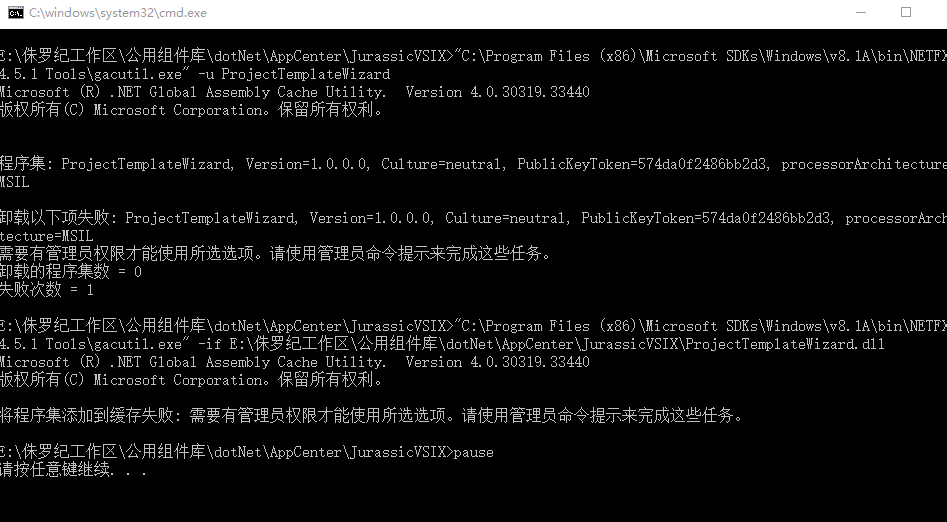 C:\windows\system32\cmd.exe
E:\侏罗纪工作区\公用组件库\dotNet\AppCenter\JurassicVSIX>"C:\Program Files (x86)\Microsoft SDKs\Windows\v8.1A\bin\NETFX
4.5.1 Tools\gacutil.exe" -u ProjectTemplateWizard
Microsoft (R) .NET Global Assembly Cache Utility.  Version 4.0.30319.33440
版权所有(C) Microsoft Corporation。保留所有权利。
程序集: ProjectTemplateWizard, Version=1.0.0.0, Culture=neutral, PublicKeyToken=574da0f2486bb2d3, processorArchitecture
MSIL
卸载以下项失败: ProjectTemplateWizard, Version=1.0.0.0, Culture=neutral, PublicKeyToken=574da0f2486bb2d3, processorArch
tecture=MSIL
需要有管理员权限才能使用所选选项。请使用管理员命令提示来完成这些任务。
卸载的程序集数 = 0
失败次数 = 1
E:\侏罗纪工作区\公用组件库\dotNet\AppCenter\JurassicVSIX>"C:\Program Files (x86)\Microsoft SDKs\Windows\v8.1A\bin\NETFX
4.5.1 Tools\gacutil.exe" -if E:\侏罗纪工作区\公用组件库\dotNet\AppCenter\JurassicVSIX\ProjectTemplateWizard.dll
Microsoft (R) .NET Global Assembly Cache Utility.  Version 4.0.30319.33440
版权所有(C) Microsoft Corporation。保留所有权利。
将程序集添加到缓存失败: 需要有管理员权限才能使用所选选项。请使用管理员命令提示来完成这些任务。
E:\侏罗纪工作区\公用组件库\dotNet\AppCenter\JurassicVSIX>pause
请按任意键继续. . .